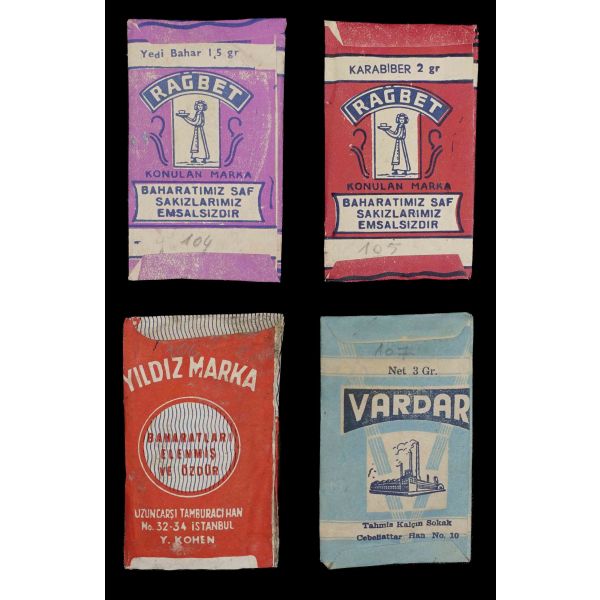 Yedi Bahar 1,5 gr
RAĞBET
KONULAN MARKA
BAHARATIMIZ SAF
SAKIZLARIMIZ
EMSALSIZDIR
104
KARABİBER 2 gr
RAĞBET
KONULAN MARKA
BAHARATIMIZ SAF
SAKIZLARIMIZ
EMSALSIZDIR
105
YILDIZ MARKA
BAHARATLARI
ELENMİŞ
VE ÖZDÜR
UZUNÇARŞI TAMBURACI HAN
No. 32-34 İSTANBUL
Y. KOHEN
107
Net 3 Gr.
VARDAR
Tahmis Kalçın Sokak
Cebelattar Han No. 10